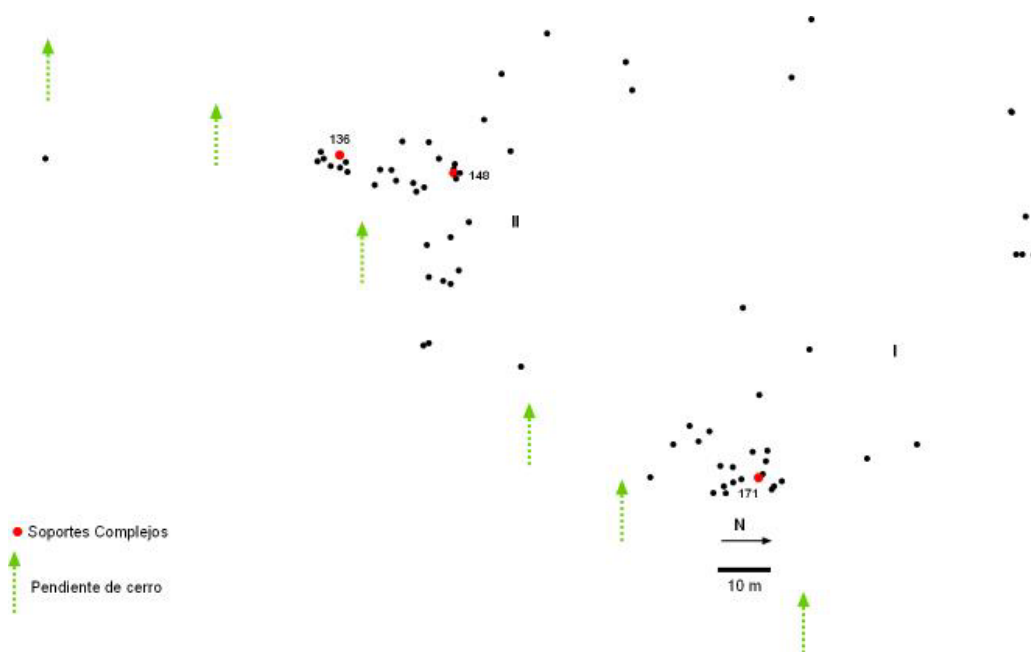 136
148
II
I
171
N
10 m
Soportes Complejos
Pendiente de cerro